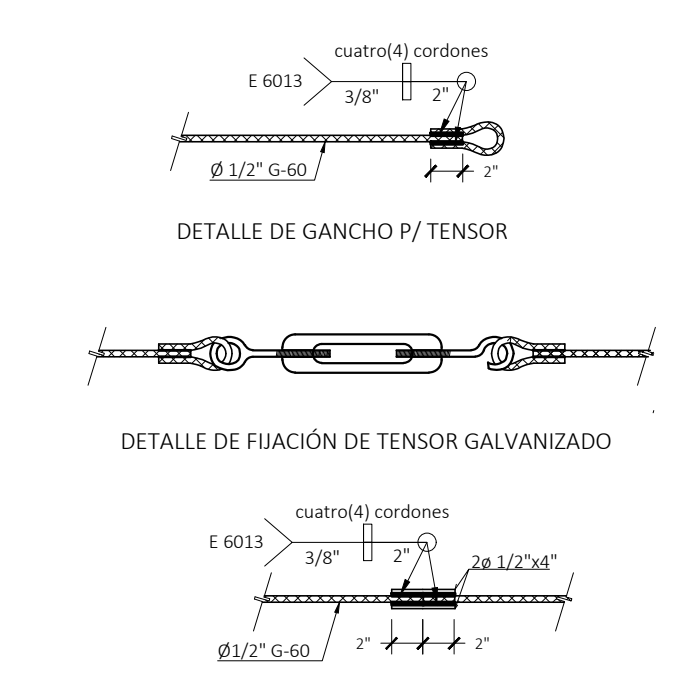 cuatro(4) cordones
E 6013
3/8" 2"
Ø 1/2" G-60
2"
DETALLE DE GANCHO P/ TENSOR
DETALLE DE FIJACIÓN DE TENSOR GALVANIZADO
cuatro(4) cordones
E 6013
3/8" 2"
2ø 1/2"x4"
Ø1/2" G-60
2" 2"